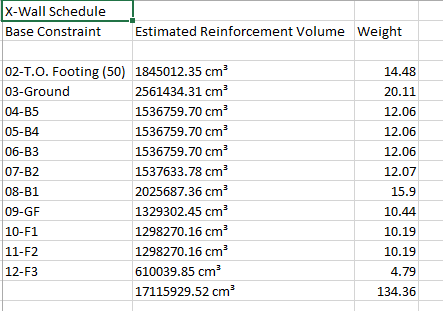 X-Wall Schedule
Base Constraint Estimated Reinforcement Volume Weight
02-T.O. Footing (50) 1845012.35 cm³ 14.48
03-Ground 2561434.31 cm³ 20.11
04-B5 1536759.70 cm³ 12.06
05-B4 1536759.70 cm³ 12.06
06-B3 1536759.70 cm³ 12.06
07-B2 1537633.78 cm³ 12.07
08-B1 2025687.36 cm³ 15.9
09-GF 1329302.45 cm³ 10.44
10-F1 1298270.16 cm³ 10.19
11-F2 1298270.16 cm³ 10.19
12-F3 610039.85 cm³ 4.79
17115929.52 cm³ 134.36